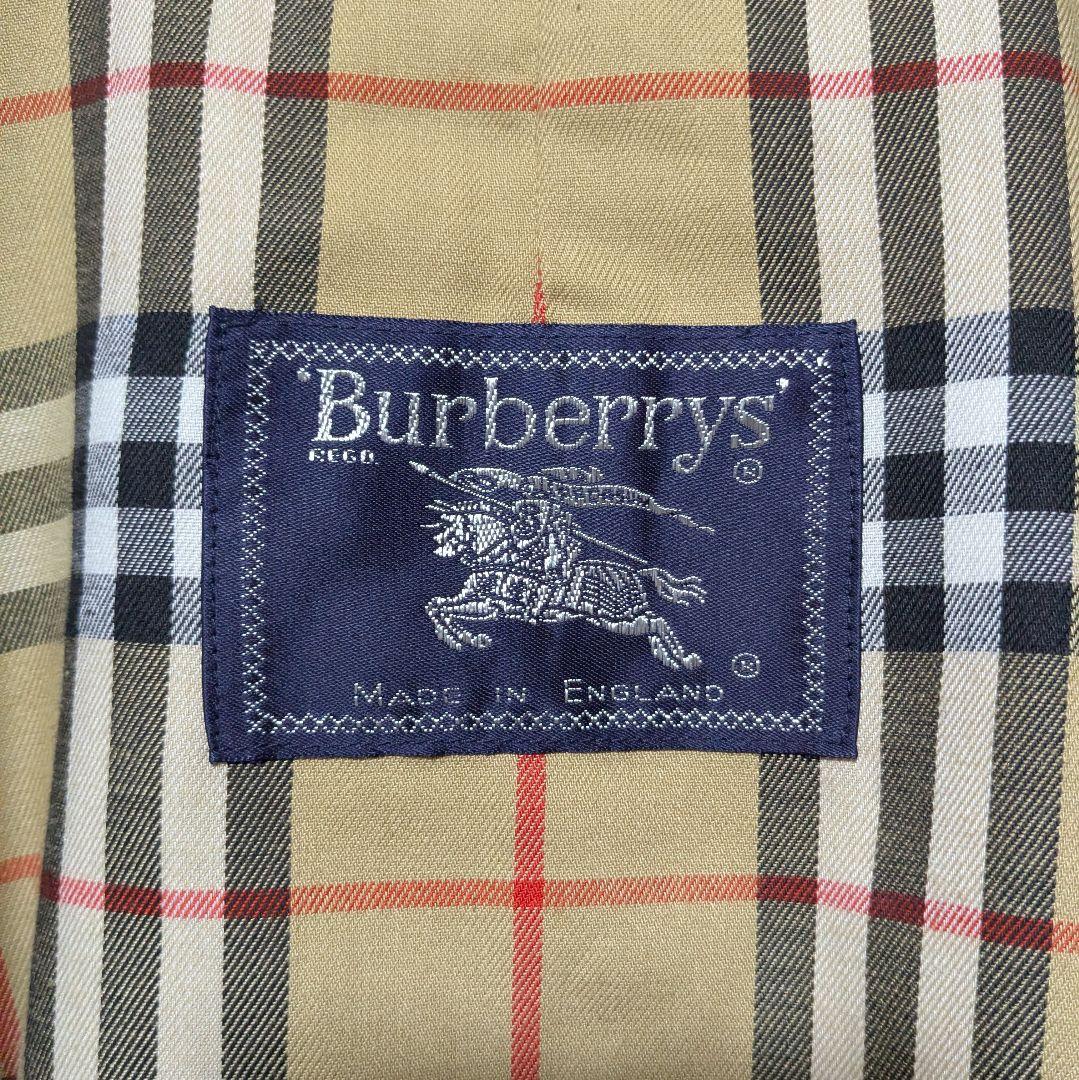 'Burberrys'
REGD.
®
®
MADE IN ENGLAND